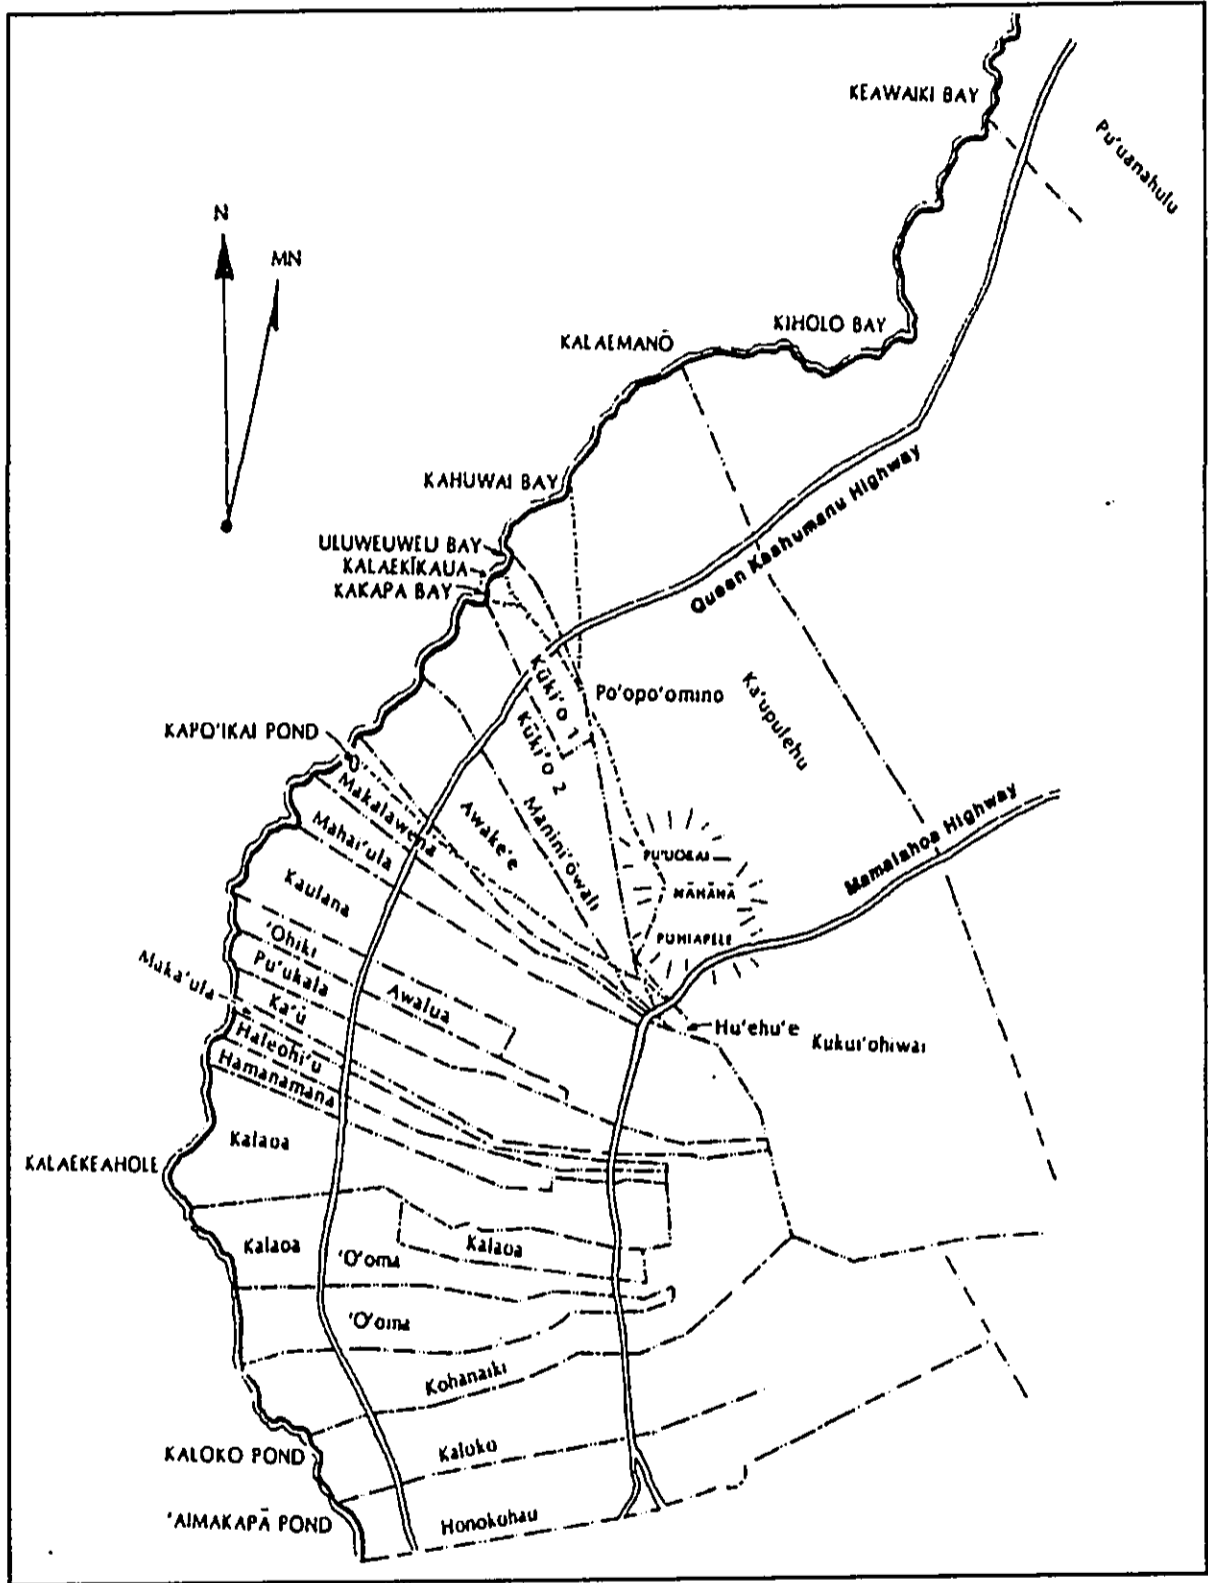 KEAWAIKI BAY
Pu'uanahulu
N
MN
KIHOLO BAY
KALAEMANŌ
KAHUWAI BAY
Queen Kaahumanu Highway
ULUWEUWEU BAY
KALAEKĪKAUA
KAKAPA BAY
Kūki'o 1
Po'opo'omino
Ka'upulehu
Kūki'o 2
KAPO'IKAI POND
Makalawena
Awake'e
Manini'ōwali
Mahai'ula
Mamalahoa Highway
Kaulana
PUHIAPELE
'Ohiki
Maka'ula
Pu'ukala
Awalua
Ka'ū
Hu'ehu'e
Kukui'ohiwai
Haleohi'u
Hamanamana
Kalaoa
KALAEKEAHOLE
Kalaoa
'O'oma
Kalaoa
'O'oma
Kohanaiki
KALOKO POND
Kaloko
'AIMAKAPĀ POND
Honokohau